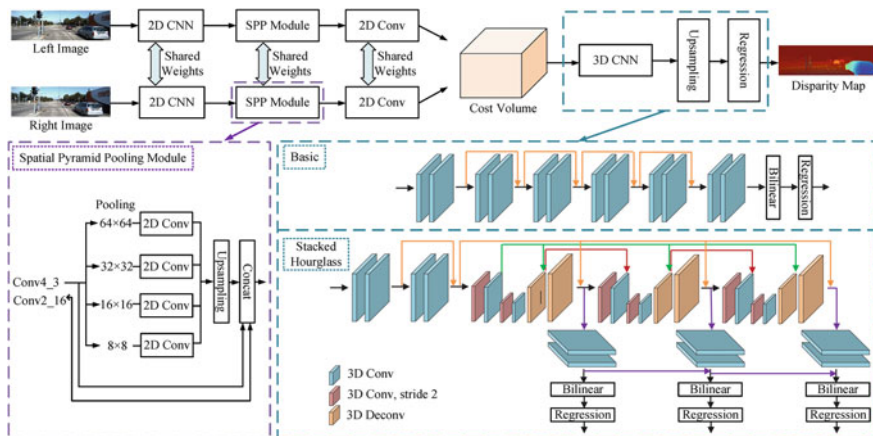 2D CNN
SPP Module
2D Conv
Left Image
Shared
Weights
Shared
Weights
Shared
Weights
3D CNN
Upsampling
Regression
Disparity Map
Cost Volume
2D CNN
SPP Module
2D Conv
Right Image
Spatial Pyramid Pooling Module
Pooling
64×64
2D Conv
32×32
2D Conv
16×16
2D Conv
8×8
2D Conv
Conv4_3
Conv2_16
Upsampling
Concat
Basic
Bilinear
Regression
Stacked
Hourglass
3D Conv
3D Conv, stride 2
3D Deconv
Bilinear
Bilinear
Bilinear
Regression
Regression
Regression